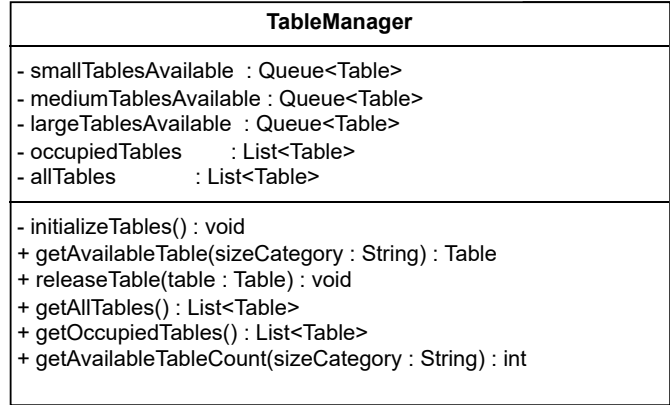 TableManager
- smallTablesAvailable : Queue<Table>
- mediumTablesAvailable : Queue<Table>
- largeTablesAvailable : Queue<Table>
- occupiedTables : List<Table>
- allTables : List<Table>
- initializeTables() : void
+ getAvailableTable(sizeCategory : String) : Table
+ releaseTable(table : Table) : void
+ getAllTables() : List<Table>
+ getOccupiedTables() : List<Table>
+ getAvailableTableCount(sizeCategory : String) : int